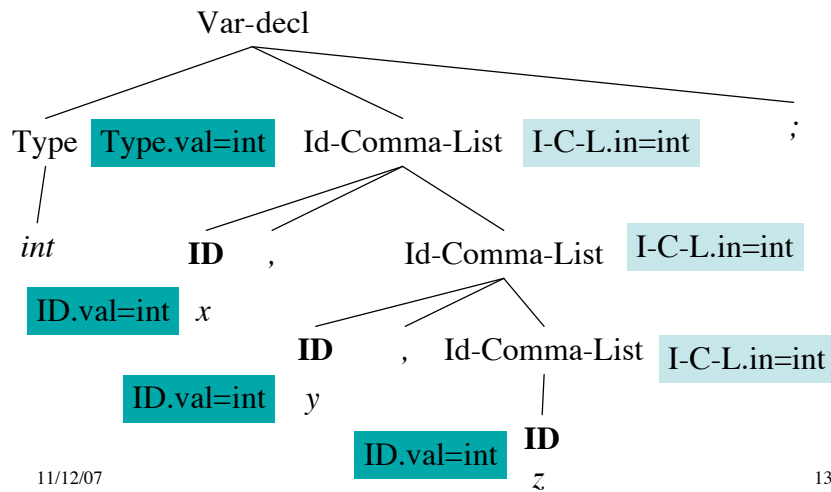 Var-decl
Type Type.val=int Id-Comma-List I-C-L.in=int ;
int ID , Id-Comma-List I-C-L.in=int
ID.val=int x
ID , Id-Comma-List I-C-L.in=int
ID.val=int y
ID
ID.val=int
z
11/12/07 13